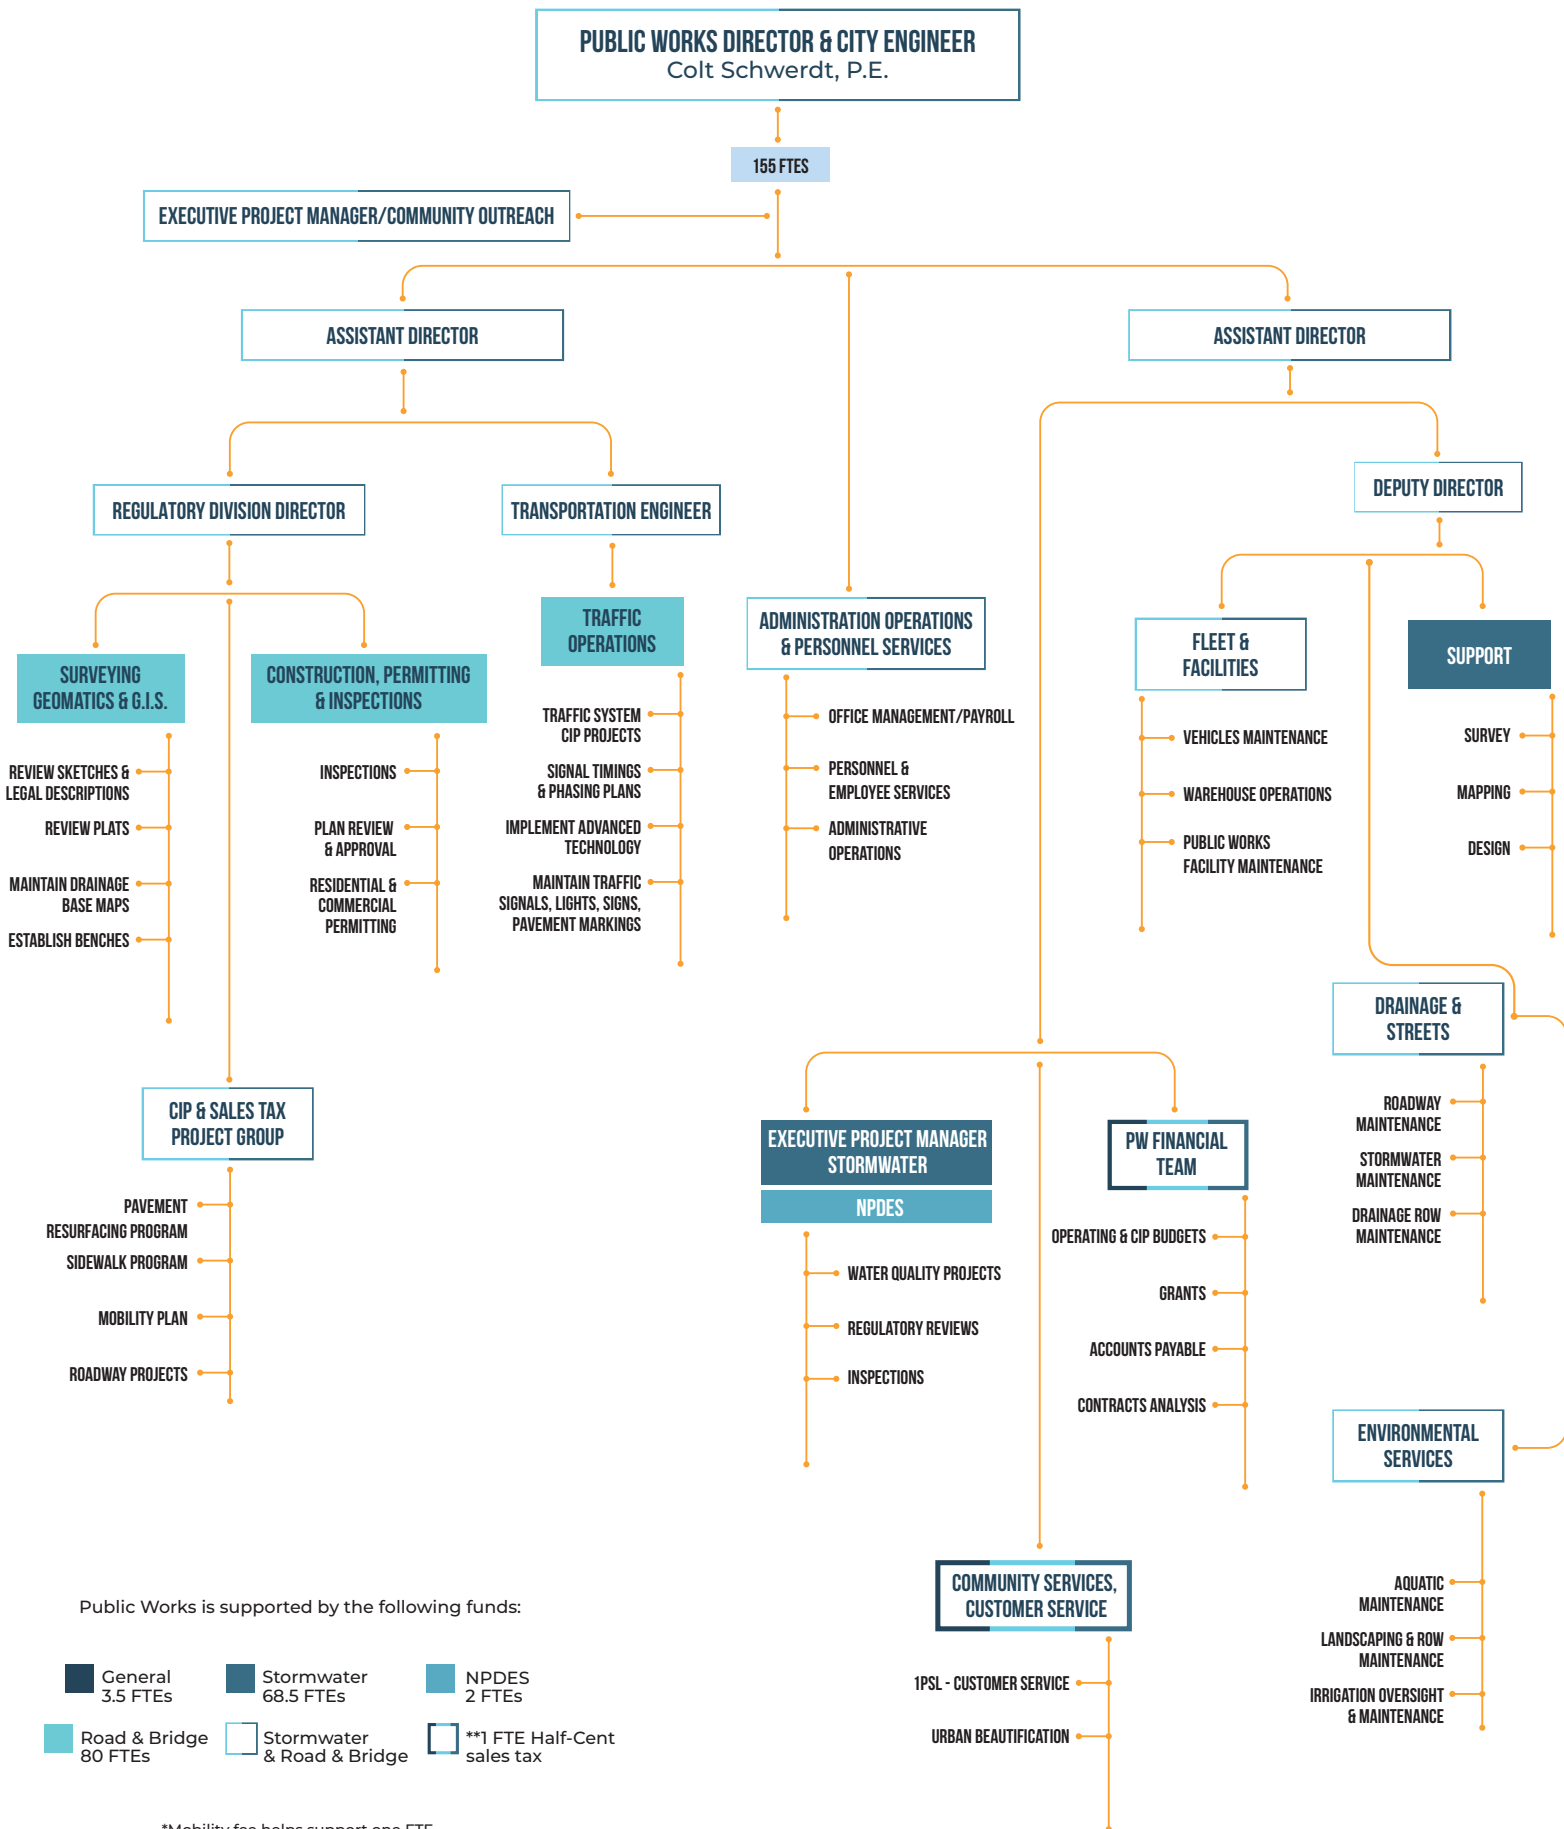 PUBLIC WORKS DIRECTOR & CITY ENGINEER
Colt Schwerdt, P.E.
155 FTES
EXECUTIVE PROJECT MANAGER/COMMUNITY OUTREACH
ASSISTANT DIRECTOR
ASSISTANT DIRECTOR
REGULATORY DIVISION DIRECTOR
TRANSPORTATION ENGINEER
DEPUTY DIRECTOR
SURVEYING
GEOMATICS & G.I.S.
REVIEW SKETCHES &
LEGAL DESCRIPTIONS
REVIEW PLATS
MAINTAIN DRAINAGE
BASE MAPS
ESTABLISH BENCHES
CONSTRUCTION, PERMITTING
& INSPECTIONS
INSPECTIONS
PLAN REVIEW
& APPROVAL
RESIDENTIAL &
COMMERCIAL
PERMITTING
TRAFFIC
OPERATIONS
TRAFFIC SYSTEM
CIP PROJECTS
SIGNAL TIMINGS
& PHASING PLANS
IMPLEMENT ADVANCED
TECHNOLOGY
MAINTAIN TRAFFIC
SIGNALS, LIGHTS, SIGNS,
PAVEMENT MARKINGS
ADMINISTRATION OPERATIONS
& PERSONNEL SERVICES
OFFICE MANAGEMENT/PAYROLL
PERSONNEL &
EMPLOYEE SERVICES
ADMINISTRATIVE
OPERATIONS
FLEET &
FACILITIES
VEHICLES MAINTENANCE
WAREHOUSE OPERATIONS
PUBLIC WORKS
FACILITY MAINTENANCE
SUPPORT
SURVEY
MAPPING
DESIGN
DRAINAGE &
STREETS
ROADWAY
MAINTENANCE
STORMWATER
MAINTENANCE
DRAINAGE ROW
MAINTENANCE
CIP & SALES TAX
PROJECT GROUP
PAVEMENT
RESURFACING PROGRAM
SIDEWALK PROGRAM
MOBILITY PLAN
ROADWAY PROJECTS
EXECUTIVE PROJECT MANAGER
STORMWATER
NPDES
WATER QUALITY PROJECTS
REGULATORY REVIEWS
INSPECTIONS
PW FINANCIAL
TEAM
OPERATING & CIP BUDGETS
GRANTS
ACCOUNTS PAYABLE
CONTRACTS ANALYSIS
ENVIRONMENTAL
SERVICES
AQUATIC
MAINTENANCE
LANDSCAPING & ROW
MAINTENANCE
IRRIGATION OVERSIGHT
& MAINTENANCE
COMMUNITY SERVICES,
CUSTOMER SERVICE
1PSL - CUSTOMER SERVICE
URBAN BEAUTIFICATION
Public Works is supported by the following funds:
General
3.5 FTEs
Stormwater
68.5 FTEs
NPDES
2 FTEs
Road & Bridge
80 FTEs
Stormwater
& Road & Bridge
**1 FTE Half-Cent
sales tax
*Mobility fee helps support one FTE